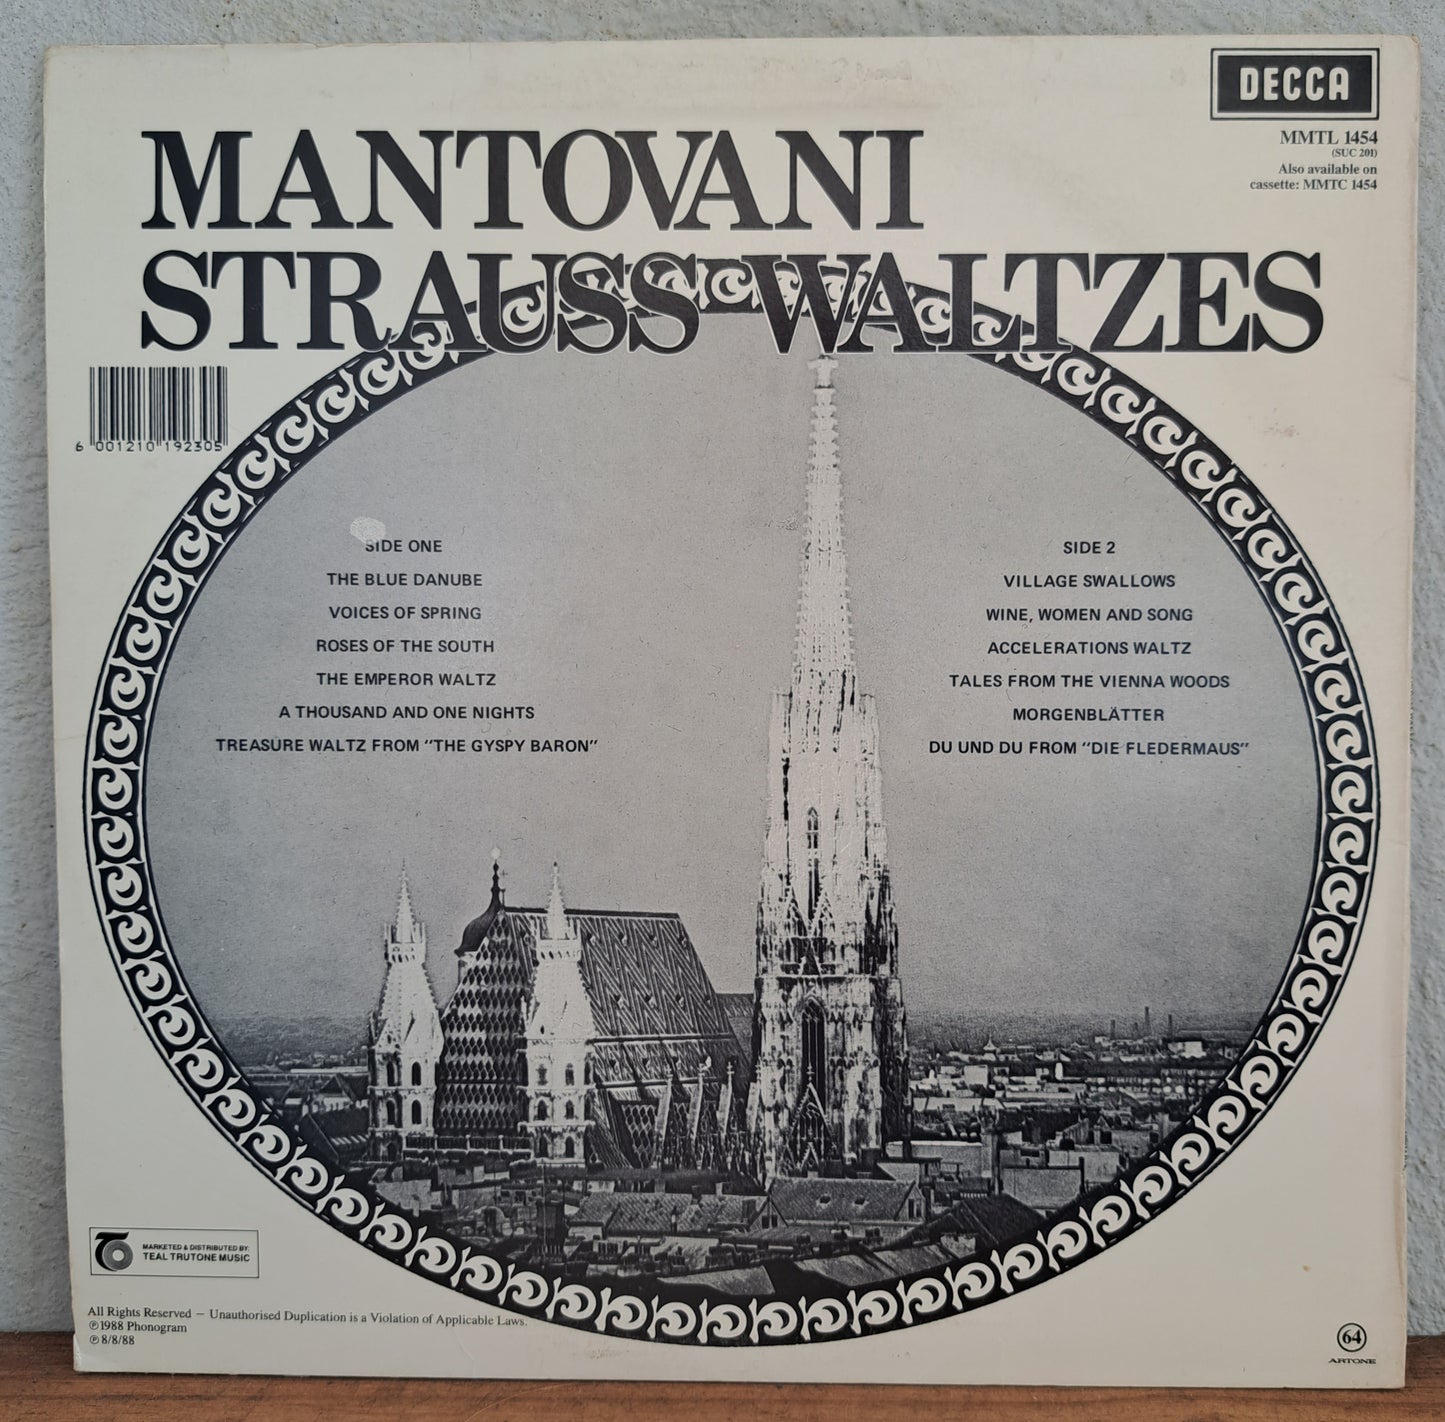 DECCA
MMTL 1454
(SUC 201)
Also available on
cassette: MMTC 1454
MANTOVANI
STRAUSS WALTZES
6 001210 192305
SIDE ONE
THE BLUE DANUBE
VOICES OF SPRING
ROSES OF THE SOUTH
THE EMPEROR WALTZ
A THOUSAND AND ONE NIGHTS
TREASURE WALTZ FROM "THE GYSPY BARON"
SIDE 2
VILLAGE SWALLOWS
WINE, WOMEN AND SONG
ACCELERATIONS WALTZ
TALES FROM THE VIENNA WOODS
MORGENBLÄTTER
DU UND DU FROM "DIE FLEDERMAUS"
MARKETED & DISTRIBUTED BY:
TEAL TRUTONE MUSIC
All Rights Reserved — Unauthorised Duplication is a Violation of Applicable Laws.
℗1988 Phonogram
℗8/8/88
64
ARTONE